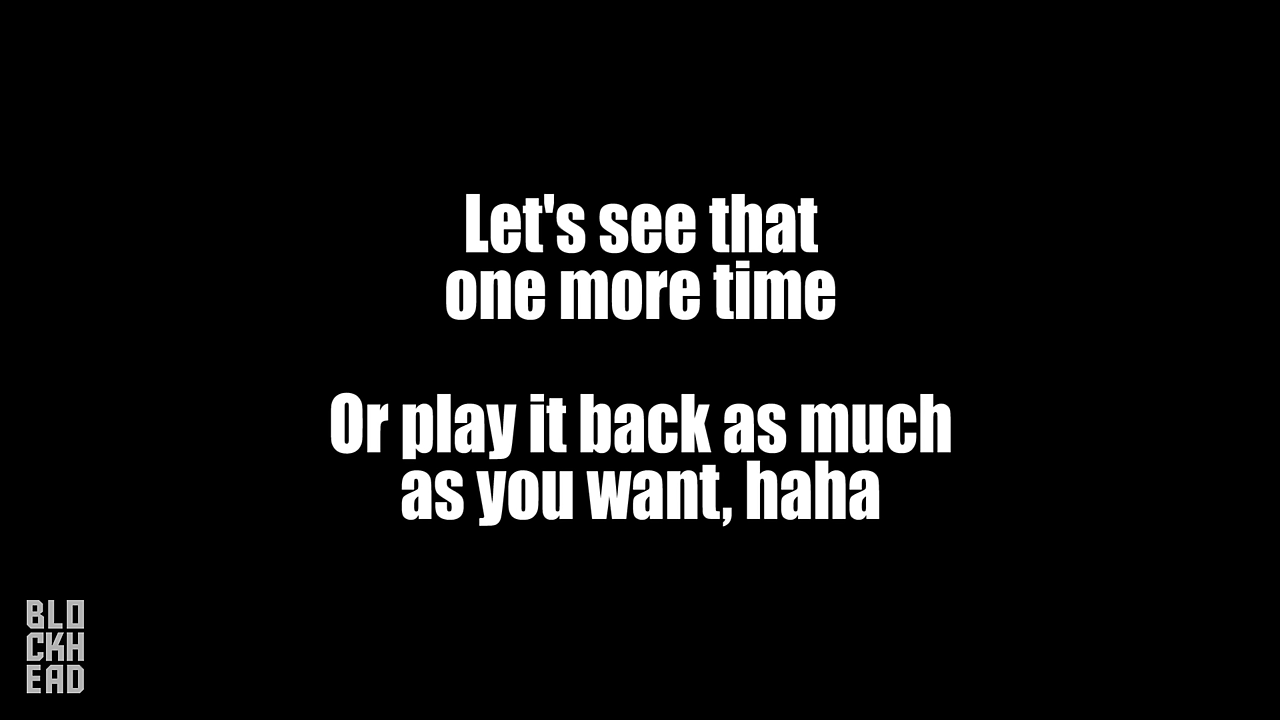 Let's see that
one more time
Or play it back as much
as you want, haha
BLO
CKH
EAD